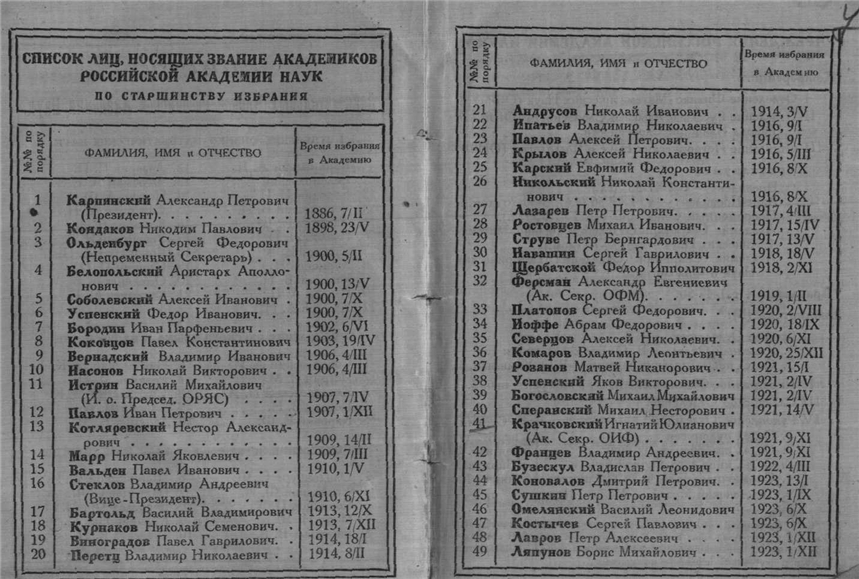 СПИСОК ЛИЦ, НОСЯЩИХ ЗВАНИЕ АКАДЕМИКОВ
РОССИЙСКОЙ АКАДЕМИИ НАУК
ПО СТАРШИНСТВУ ИЗБРАНИЯ
№№ по порядку
ФАМИЛИЯ, ИМЯ и ОТЧЕСТВО
Время избрания
в Академию
1 Карпинский Александр Петрович
(Президент). . . . . . . . . . 1886, 7/II
2 Кондаков Никодим Павлович . . 1898, 23/V
3 Ольденбург Сергей Федорович
(Непременный Секретарь) . . . 1900, 5/II
4 Белопольский Аристарх Аполло-
нович . . . . . . . . . . . . 1900, 13/V
5 Соболевский Алексей Иванович . 1900, 7/X
6 Успенский Федор Иванович. . . 1900, 7/X
7 Бородин Иван Парфеньевич . . . 1902, 6/VI
8 Коковцов Павел Константинович 1903, 19/IV
9 Вернадский Владимир Иванович 1906, 4/III
10 Насонов Николай Викторович . . 1906, 4/III
11 Истрин Василий Михайлович
(И. о. Председ. ОРЯС) . . . . 1907, 7/IV
12 Павлов Иван Петрович . . . . . 1907, 1/XII
13 Котляревский Нестор Александ-
рович . . . . . . . . . . . . 1909, 14/II
14 Марр Николай Яковлевич . . . . 1909, 7/III
15 Вальден Павел Иванович . . . . 1910, 1/V
16 Стеклов Владимир Андреевич
(Вице-Президент). . . . . . . 1910, 6/XI
17 Бартольд Василий Владимирович 1913, 12/X
18 Курнаков Николай Семенович. . 1913, 7/XII
19 Виноградов Павел Гаврилович. . 1914, 18/I
20 Перетц Владимир Николаевич . . 1914, 8/II
№№ по порядку
ФАМИЛИЯ, ИМЯ и ОТЧЕСТВО
Время избрания
в Академию
21 Андрусов Николай Иванович . . 1914, 3/V
22 Ипатьев Владимир Николаевич . 1916, 9/I
23 Павлов Алексей Петрович. . . . 1916, 9/I
24 Крылов Алексей Николаевич . . 1916, 5/III
25 Карский Евфимий Федорович . . 1916, 8/X
26 Никольский Николай Константи-
нович . . . . . . . . . . . . 1916, 8/X
27 Лазарев Петр Петрович. . . . . 1917, 4/III
28 Ростовцев Михаил Иванович. . . 1917, 15/IV
29 Струве Петр Бернгардович . . . 1917, 13/V
30 Навашин Сергей Гаврилович . . 1918, 18/V
31 Щербатской Федор Ипполитович 1918, 2/XI
32 Ферсман Александр Евгениевич
(Ак. Секр. ОФМ). . . . . . . . 1919, 1/II
33 Платонов Сергей Федорович. . . 1920, 2/VIII
34 Иоффе Абрам Федорович . . . . 1920, 18/IX
35 Северцов Алексей Николаевич. . 1920, 6/XI
36 Комаров Владимир Леонтьевич . 1920, 25/XII
37 Розанов Матвей Никанорович . . 1921, 15/I
38 Успенский Яков Викторович. . . 1921, 2/IV
39 Богословский Михаил Михайлович 1921, 2/IV
40 Сперанский Михаил Несторович . 1921, 14/V
41 Крачковский Игнатий Юлианович
(Ак. Секр. ОИФ) . . . . . . . 1921, 9/XI
42 Францев Владимир Андреевич. . 1921, 9/XI
43 Бузескул Владислав Петрович . . 1922, 4/III
44 Коновалов Дмитрий Петрович. . 1923, 13/I
45 Сушкин Петр Петрович . . . . . 1923, 1/IX
46 Омелянский Василий Леонидович 1923, 6/X
47 Костычев Сергей Павлович . . . 1923, 6/X
48 Лавров Петр Алексеевич . . . . 1923, 1/XII
49 Ляпунов Борис Михайлович . . . 1923, 1/XII